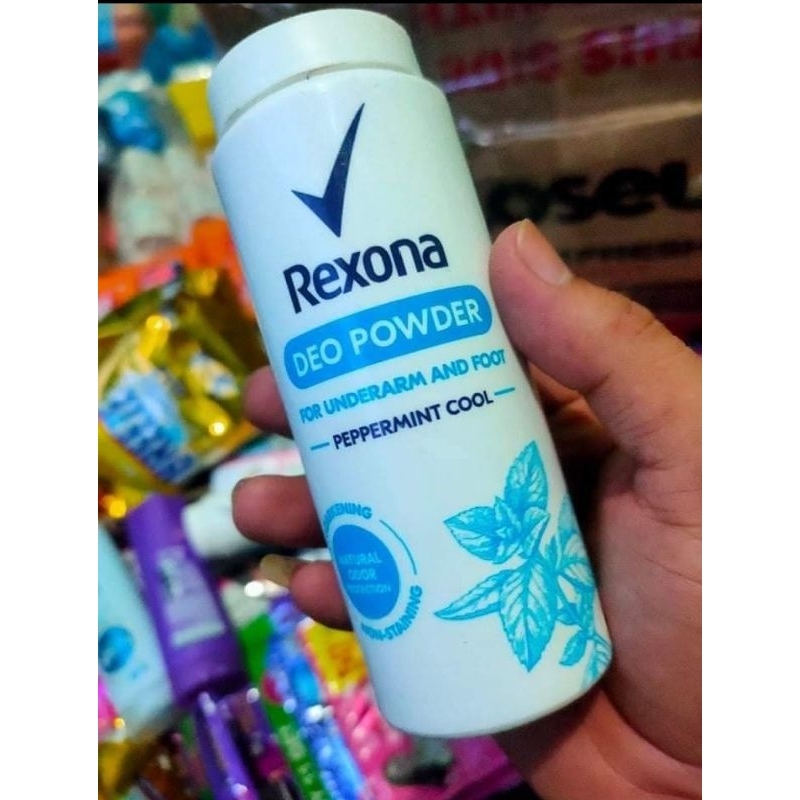 Rexona
DEO POWDER
FOR UNDERARM AND FOOT
PEPPERMINT COOL
NATURAL
ODOR
NON-STAINING